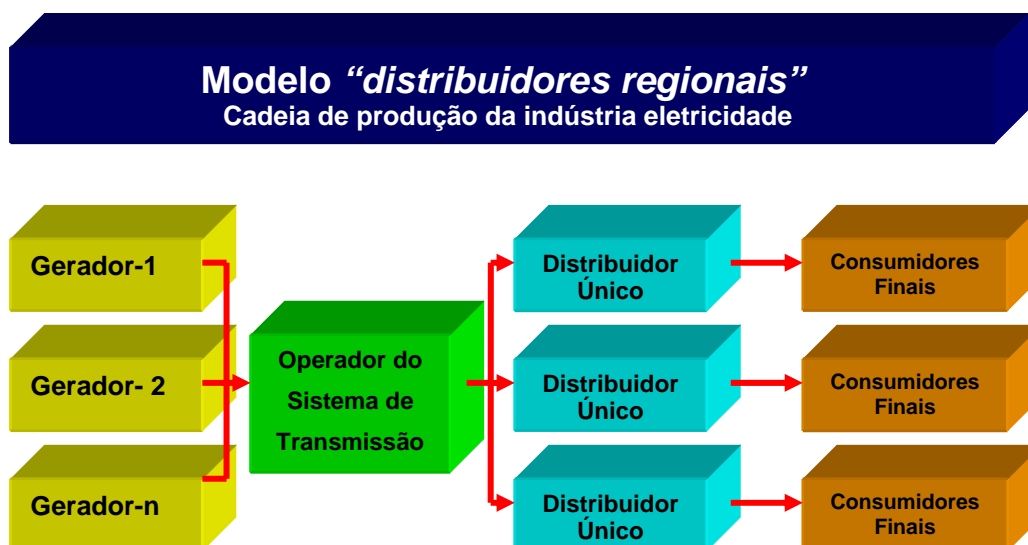 Modelo “distribuidores regionais”
Cadeia de produção da indústria eletricidade
Gerador-1
Distribuidor
Único
Consumidores
Finais
Operador do
Sistema de
Transmissão
Gerador- 2
Distribuidor
Único
Consumidores
Finais
Gerador-n
Distribuidor
Único
Consumidores
Finais